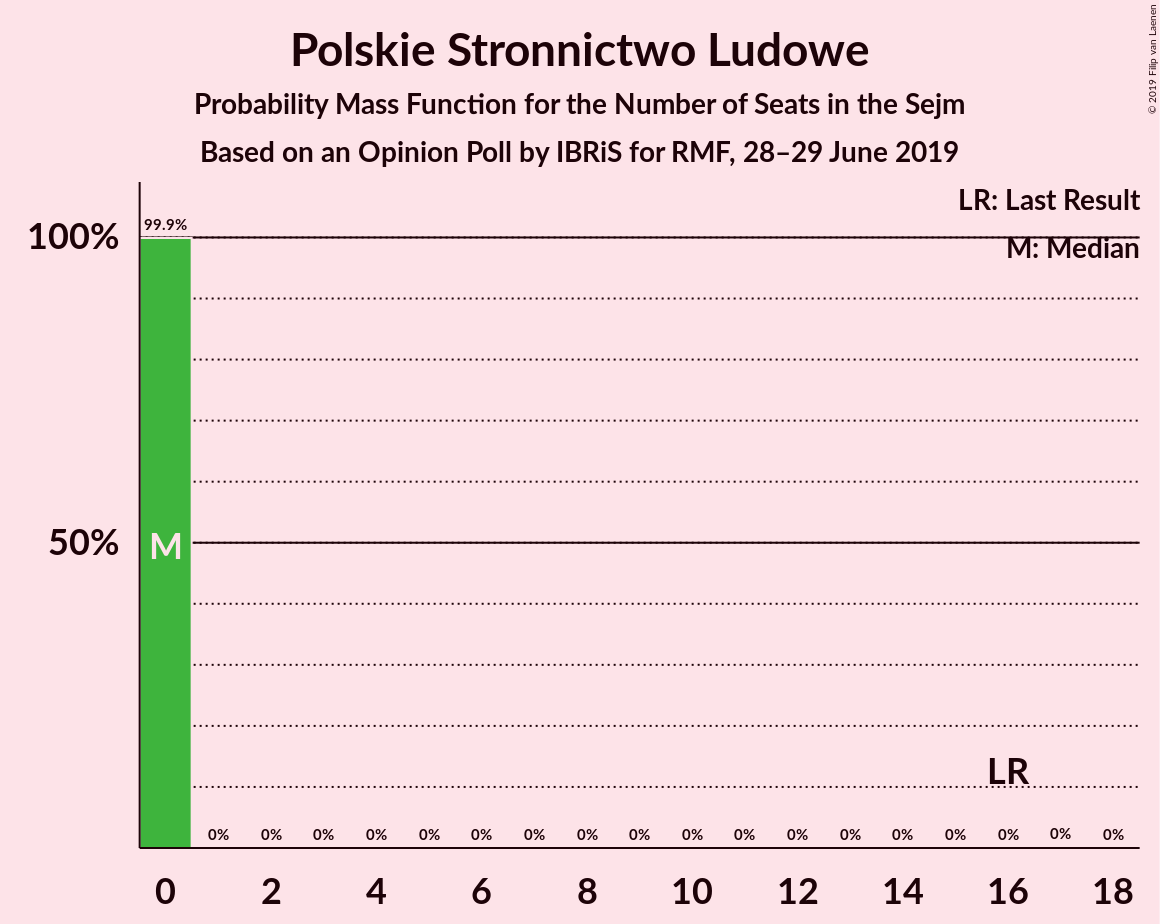 Polskie Stronnictwo Ludowe
Probability Mass Function for the Number of Seats in the Sejm
Based on an Opinion Poll by IBRiS for RMF, 28–29 June 2019
© 2019 Filip van Laenen
LR: Last Result
M: Median
99.9%
100%
50%
M
LR
0% 0% 0% 0% 0% 0% 0% 0% 0% 0% 0% 0% 0% 0% 0% 0% 0% 0%
0 2 4 6 8 10 12 14 16 18